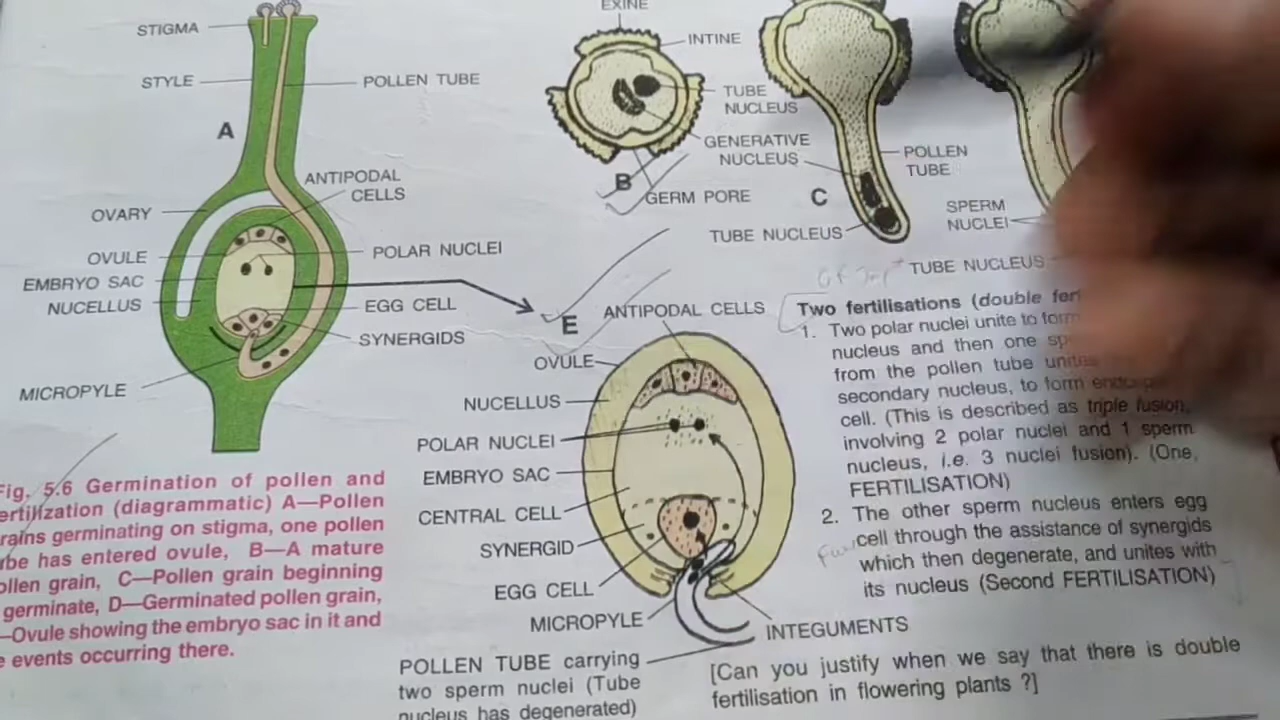 STIGMA
STYLE
POLLEN TUBE
A
ANTIPODAL
CELLS
OVARY
OVULE
POLAR NUCLEI
EMBRYO SAC
NUCELLUS
EGG CELL
SYNERGIDS
MICROPYLE
EXINE
INTINE
TUBE
NUCLEUS
GENERATIVE
NUCLEUS
B
GERM PORE
C
POLLEN
TUBE
TUBE NUCLEUS
SPERM
NUCLEI
TUBE NUCLEUS
E
ANTIPODAL CELLS
OVULE
NUCELLUS
POLAR NUCLEI
EMBRYO SAC
CENTRAL CELL
SYNERGID
EGG CELL
MICROPYLE
INTEGUMENTS
POLLEN TUBE carrying
two sperm nuclei (Tube
nucleus has degenerated)
Fig. 5.6 Germination of pollen and
ertilization (diagrammatic) A—Pollen
rains germinating on stigma, one pollen
ube has entered ovule, B—A mature
ollen grain, C—Pollen grain beginning
germinate, D—Germinated pollen grain,
—Ovule showing the embryo sac in it and
e events occurring there.
Two fertilisations (double fer
1. Two polar nuclei unite to form
nucleus and then one sp
from the pollen tube unites
secondary nucleus, to form
cell. (This is described as triple fusion,
involving 2 polar nuclei and 1 sperm
nucleus, i.e. 3 nuclei fusion). (One,
FERTILISATION)
2. The other sperm nucleus enters egg
cell through the assistance of synergids
which then degenerate, and unites with
its nucleus (Second FERTILISATION)
[Can you justify when we say that there is double
fertilisation in flowering plants ?]